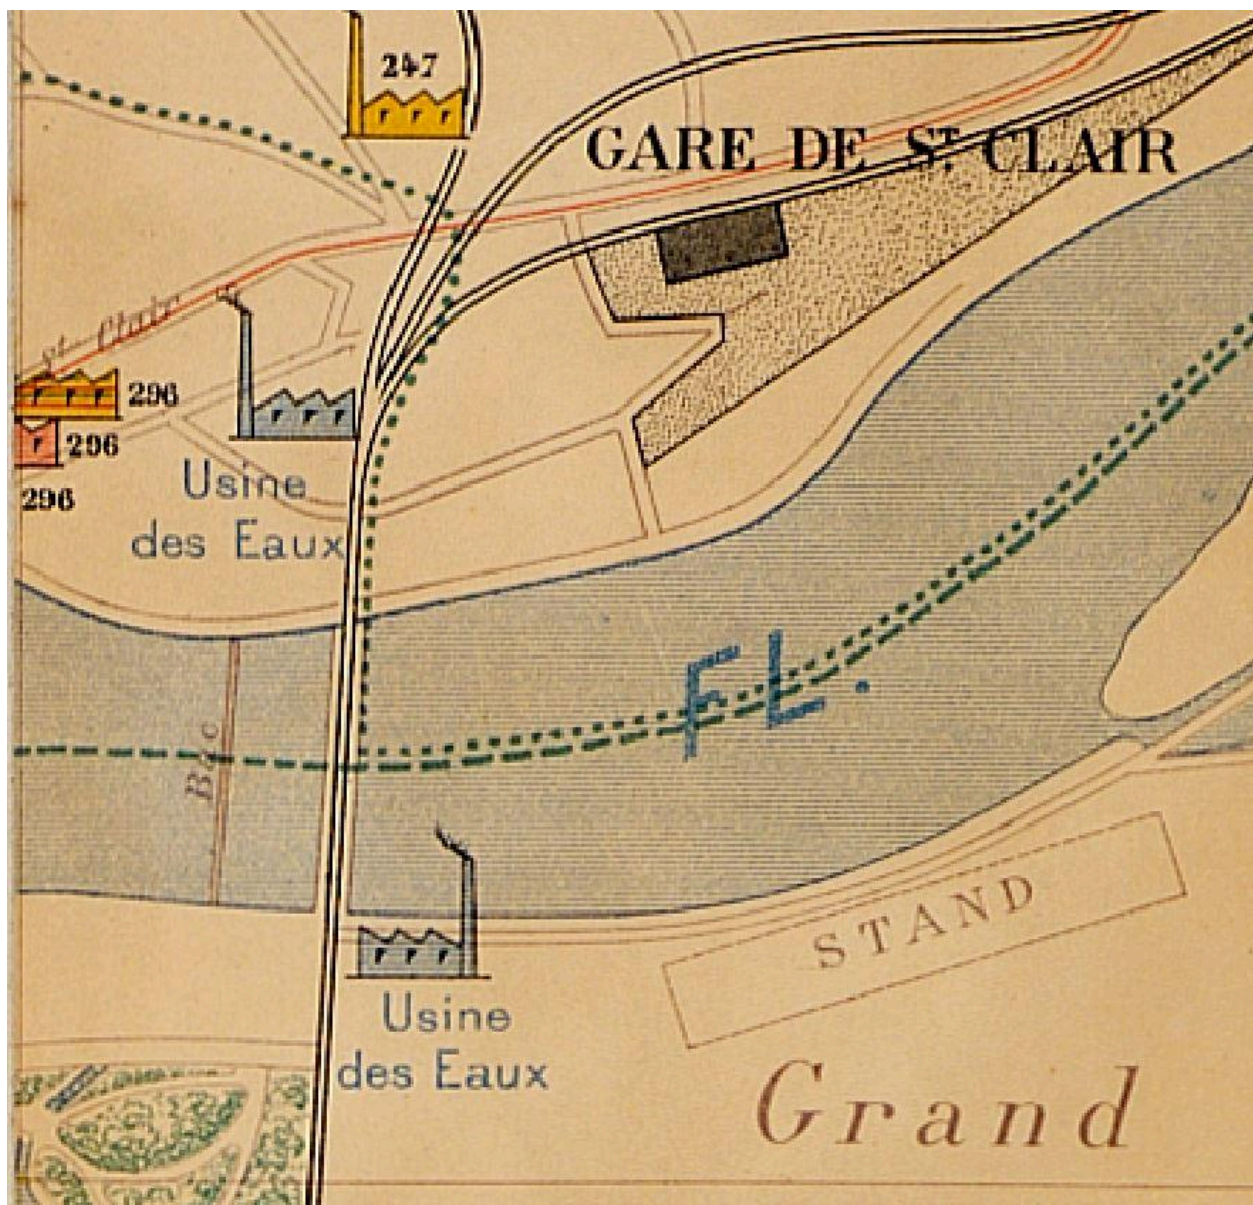 247
GARE DE ST CLAIR
St Clair
296
296
296
Usine
des Eaux
FL.
Bac
STAND
Usine
des Eaux
Grand